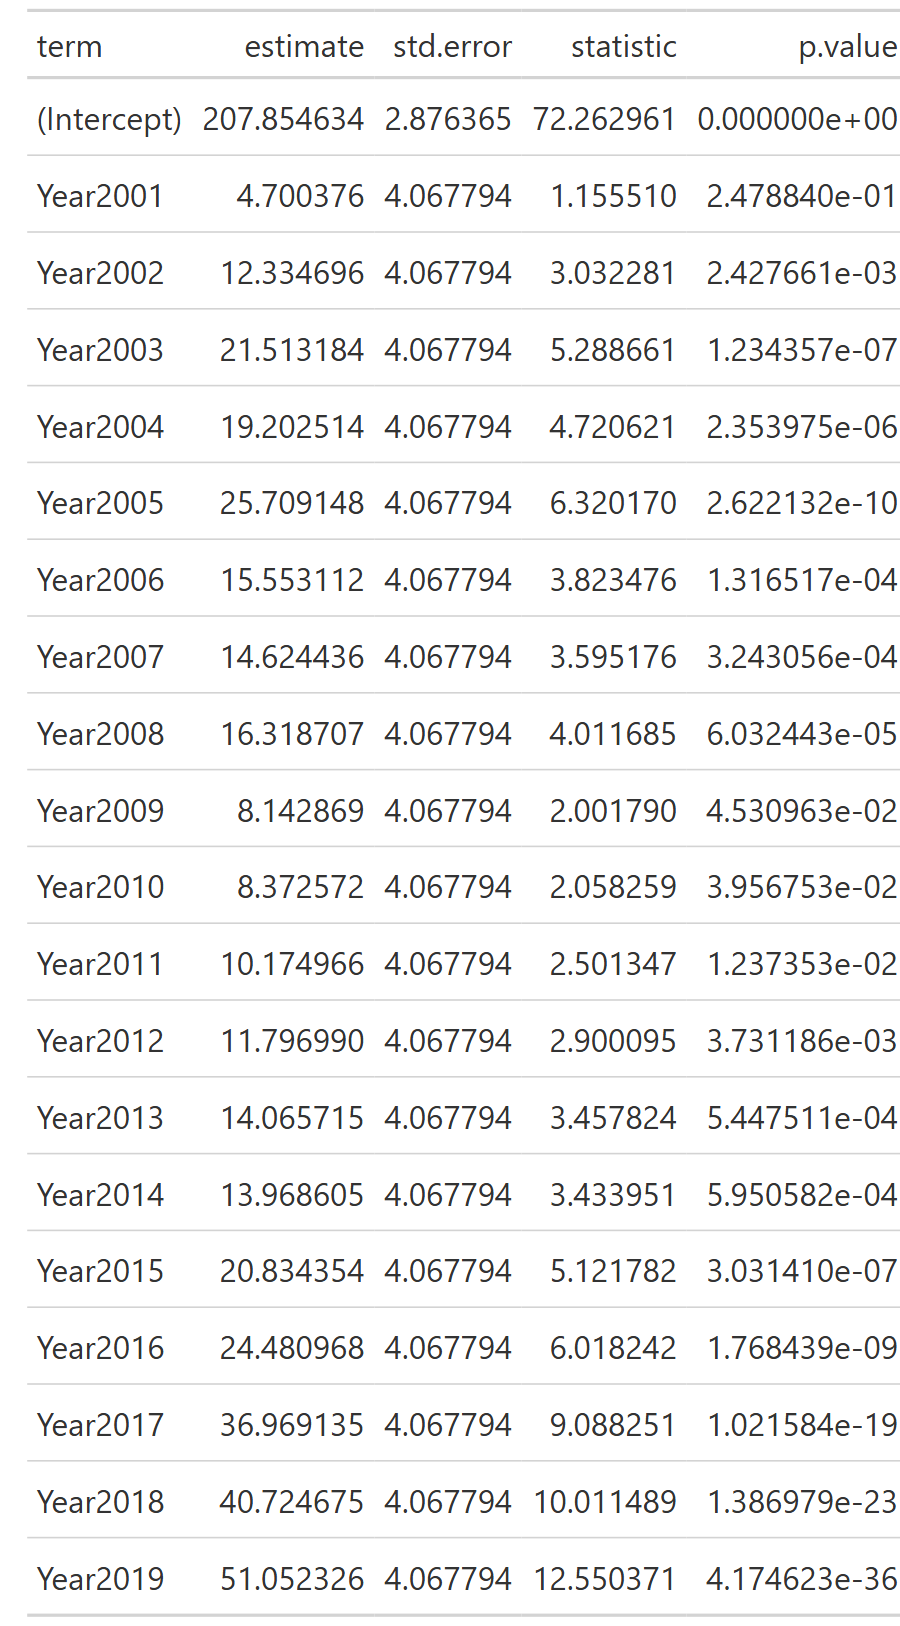 term estimate std.error statistic p.value
(Intercept) 207.854634 2.876365 72.262961 0.000000e+00
Year2001 4.700376 4.067794 1.155510 2.478840e-01
Year2002 12.334696 4.067794 3.032281 2.427661e-03
Year2003 21.513184 4.067794 5.288661 1.234357e-07
Year2004 19.202514 4.067794 4.720621 2.353975e-06
Year2005 25.709148 4.067794 6.320170 2.622132e-10
Year2006 15.553112 4.067794 3.823476 1.316517e-04
Year2007 14.624436 4.067794 3.595176 3.243056e-04
Year2008 16.318707 4.067794 4.011685 6.032443e-05
Year2009 8.142869 4.067794 2.001790 4.530963e-02
Year2010 8.372572 4.067794 2.058259 3.956753e-02
Year2011 10.174966 4.067794 2.501347 1.237353e-02
Year2012 11.796990 4.067794 2.900095 3.731186e-03
Year2013 14.065715 4.067794 3.457824 5.447511e-04
Year2014 13.968605 4.067794 3.433951 5.950582e-04
Year2015 20.834354 4.067794 5.121782 3.031410e-07
Year2016 24.480968 4.067794 6.018242 1.768439e-09
Year2017 36.969135 4.067794 9.088251 1.021584e-19
Year2018 40.724675 4.067794 10.011489 1.386979e-23
Year2019 51.052326 4.067794 12.550371 4.174623e-36